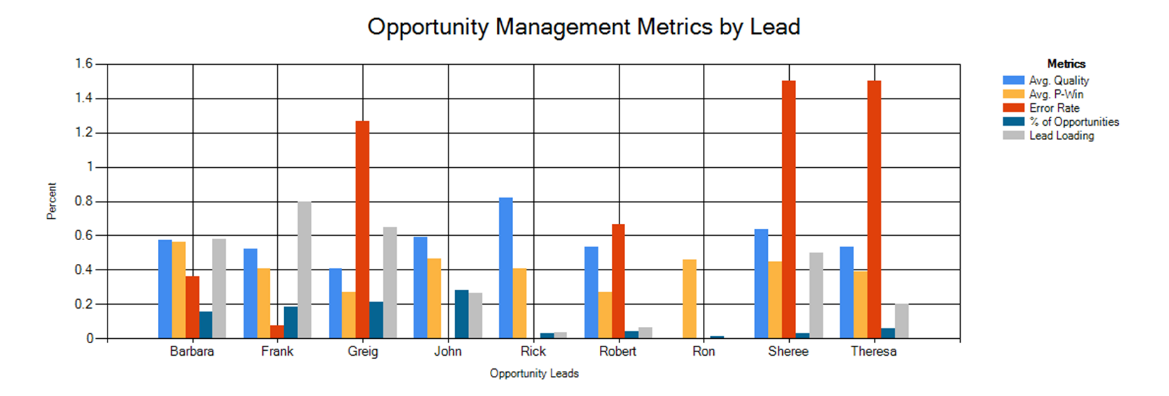 Opportunity Management Metrics by Lead
Metrics
Avg. Quality
Avg. P-Win
Error Rate
% of Opportunities
Lead Loading
Percent
1.6
1.4
1.2
1
0.8
0.6
0.4
0.2
0
Barbara Frank Greig John Rick Robert Ron Sheree Theresa
Opportunity Leads